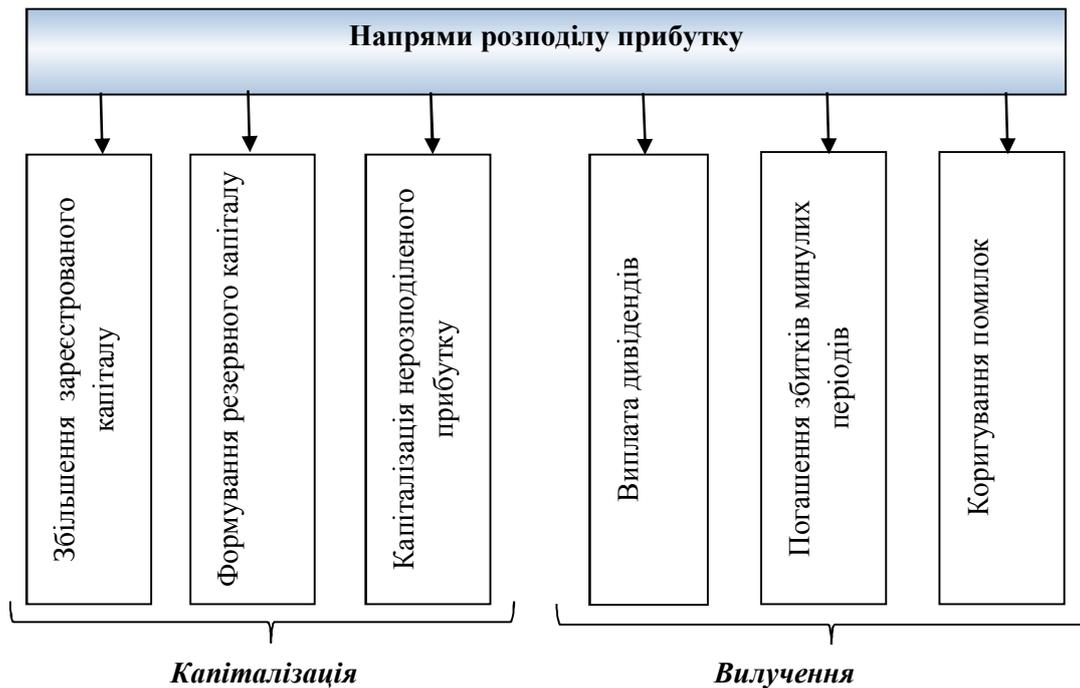 Напрями розподілу прибутку
Збільшення зареєстрованого
капіталу
Формування резервного капіталу
Капіталізація нерозподіленого
прибутку
Виплата дивідендів
Погашення збитків минулих
періодів
Коригування помилок
Капіталізація
Вилучення